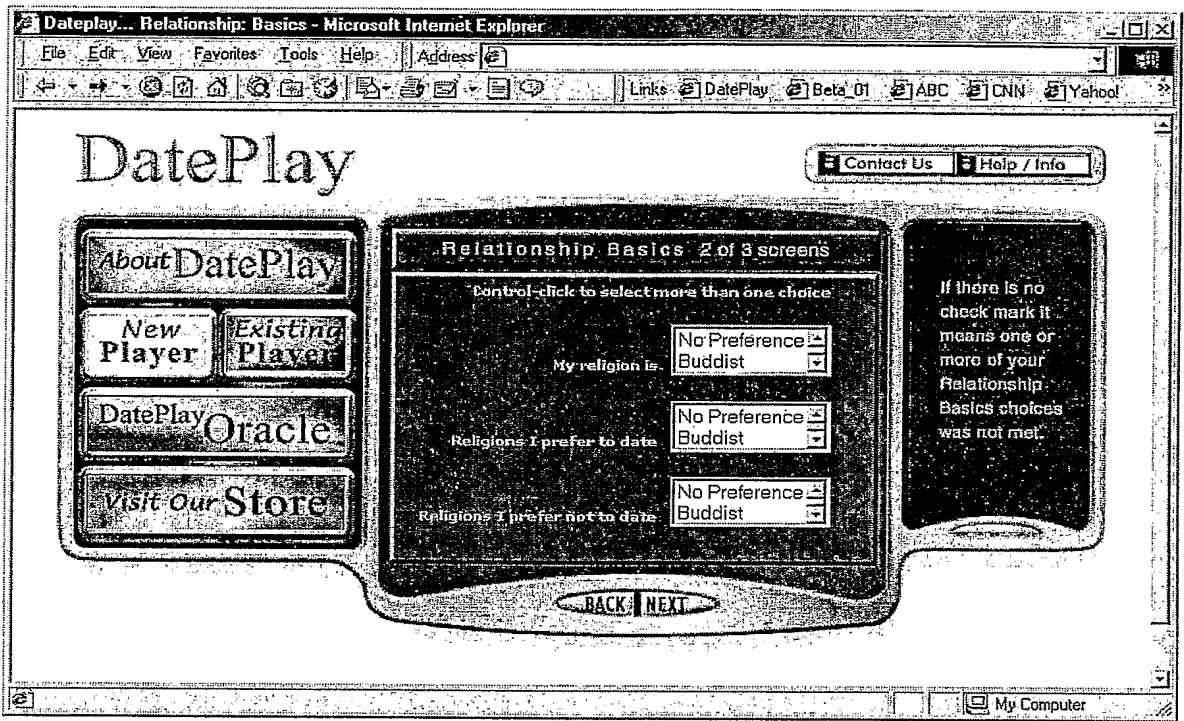 Dateplay... Relationship: Basics - Microsoft Internet Explorer
File Edit View Favorites Tools Help Address
Links DatePlay Beta_01 ABC CNN Yahoo!
DatePlay
Contact Us Help / Info
About DatePlay
New Player
Existing Player
DatePlay Oracle
Visit Our Store
Relationship Basics 2 of 3 screens
Control-click to select more than one choice
My religion is
No Preference
Buddist
Religions I prefer to date
No Preference
Buddist
Religions I prefer not to date
No Preference
Buddist
BACK NEXT
If there is no
check mark it
means one or
more of your
Relationship
Basics choices
was not met.
My Computer